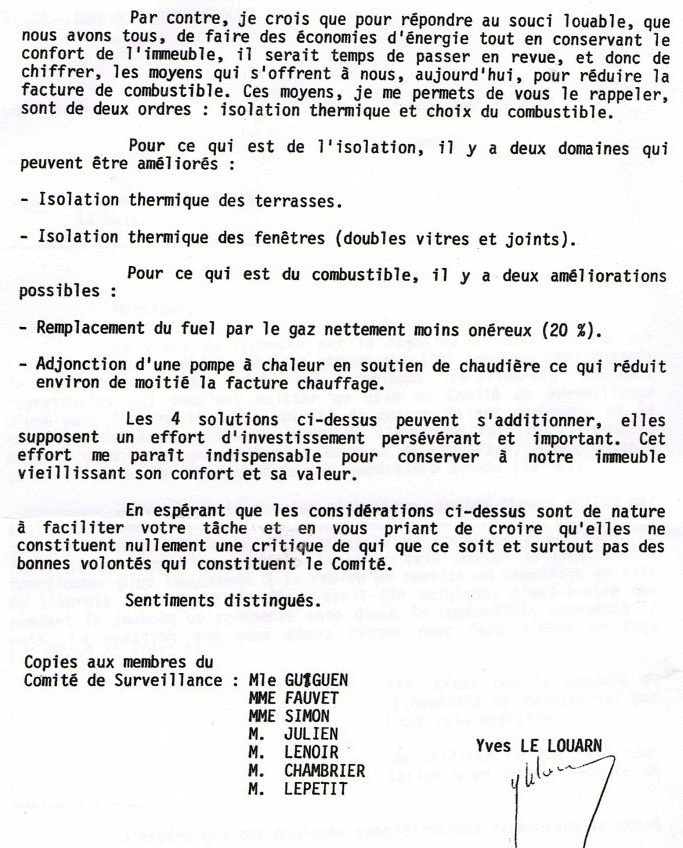 Par contre, je crois que pour répondre au souci louable, que
nous avons tous, de faire des économies d'énergie tout en conservant le
confort de l'immeuble, il serait temps de passer en revue, et donc de
chiffrer, les moyens qui s'offrent à nous, aujourd'hui, pour réduire la
facture de combustible. Ces moyens, je me permets de vous le rappeler,
sont de deux ordres : isolation thermique et choix du combustible.
Pour ce qui est de l'isolation, il y a deux domaines qui
peuvent être améliorés :
- Isolation thermique des terrasses.
- Isolation thermique des fenêtres (doubles vitres et joints).
Pour ce qui est du combustible, il y a deux améliorations
possibles :
- Remplacement du fuel par le gaz nettement moins onéreux (20 %).
- Adjonction d'une pompe à chaleur en soutien de chaudière ce qui réduit
environ de moitié la facture chauffage.
Les 4 solutions ci-dessus peuvent s'additionner, elles
supposent un effort d'investissement persévérant et important. Cet
effort me paraît indispensable pour conserver à notre immeuble
vieillissant son confort et sa valeur.
En espérant que les considérations ci-dessus sont de nature
à faciliter votre tâche et en vous priant de croire qu'elles ne
constituent nullement une critique de qui que ce soit et surtout pas des
bonnes volontés qui constituent le Comité.
Sentiments distingués.
Copies aux membres du
Comité de Surveillance : Mle GUIGUEN
MME FAUVET
MME SIMON
M. JULIEN
M. LENOIR
M. CHAMBRIER
M. LEPETIT
Yves LE LOUARN